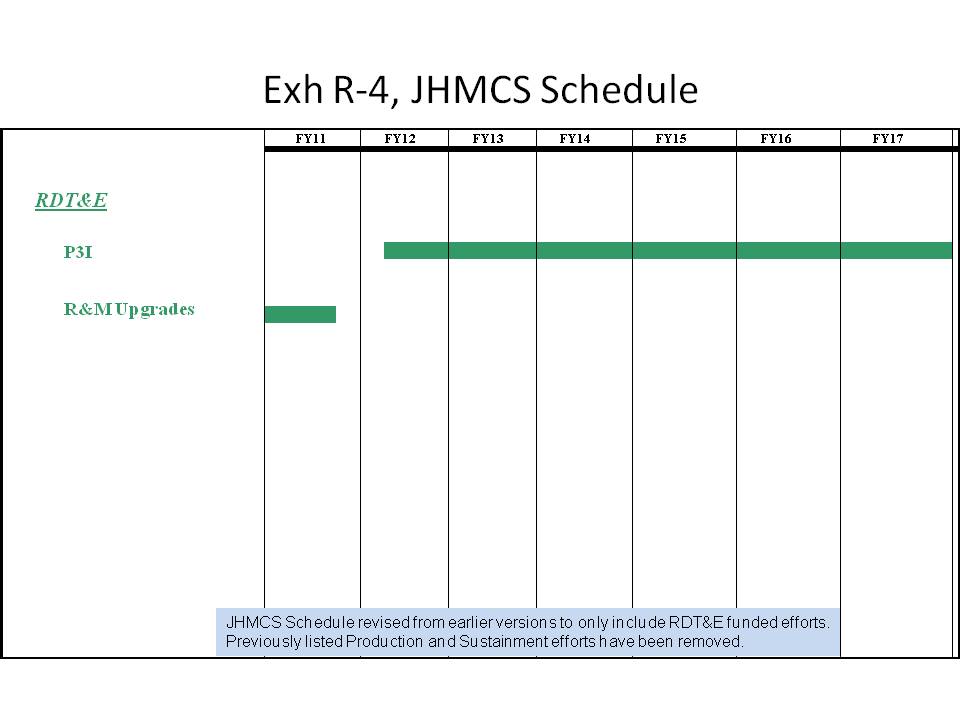 Exh R-4, JHMCS Schedule
FY11 FY12 FY13 FY14 FY15 FY16 FY17
RDT&E
P3I
R&M Upgrades
JHMCS Schedule revised from earlier versions to only include RDT&E funded efforts.
Previously listed Production and Sustainment efforts have been removed.